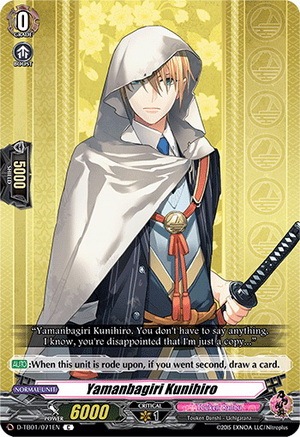 0
GRADE
BOOST
5000
SHIELD
"Yamanbagiri Kunihiro. You don't have to say anything.
I know, you're disappointed that I'm just a copy..."
AUTO:When this unit is rode upon, if you went second, draw a card.
NORMAL UNIT
Yamanbagiri Kunihiro
POWER 6000 CRITICAL 1
Touken Danshi - Uchigatana
D-TB01/071EN C ©2015 EXNOA LLC/Nitroplus